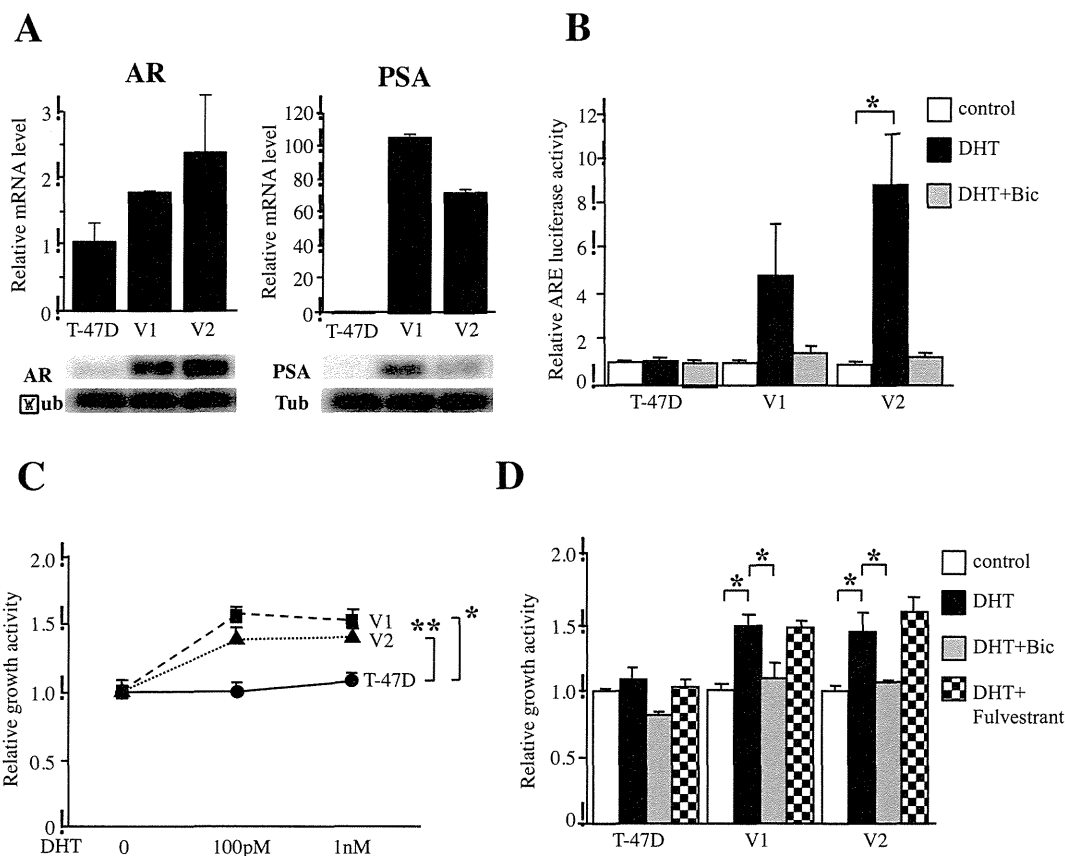 A
AR
Relative mRNA level
3
2
1
0
T-47D V1 V2
AR
ub
PSA
Relative mRNA level
120
100
80
60
40
20
0
T-47D V1 V2
PSA
Tub
B
Relative ARE luciferase activity
12
10
8
6
4
2
0
*
T-47D V1 V2
control
DHT
DHT+Bic
C
Relative growth activity
2.0
1.5
1.0
0.5
0
V1
V2
T-47D
** *
DHT 0 100pM 1nM
D
Relative growth activity
2.0
1.5
1.0
0.5
0
* * * *
T-47D V1 V2
control
DHT
DHT+Bic
DHT+
Fulvestrant